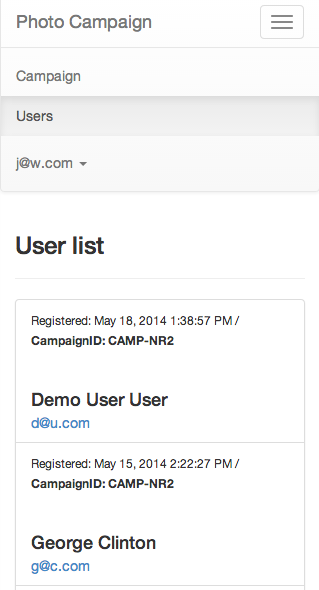 Photo Campaign
Campaign
Users
j@w.com
User list
Registered: May 18, 2014 1:38:57 PM /
CampaignID: CAMP-NR2
Demo User User
d@u.com
Registered: May 15, 2014 2:22:27 PM /
CampaignID: CAMP-NR2
George Clinton
g@c.com